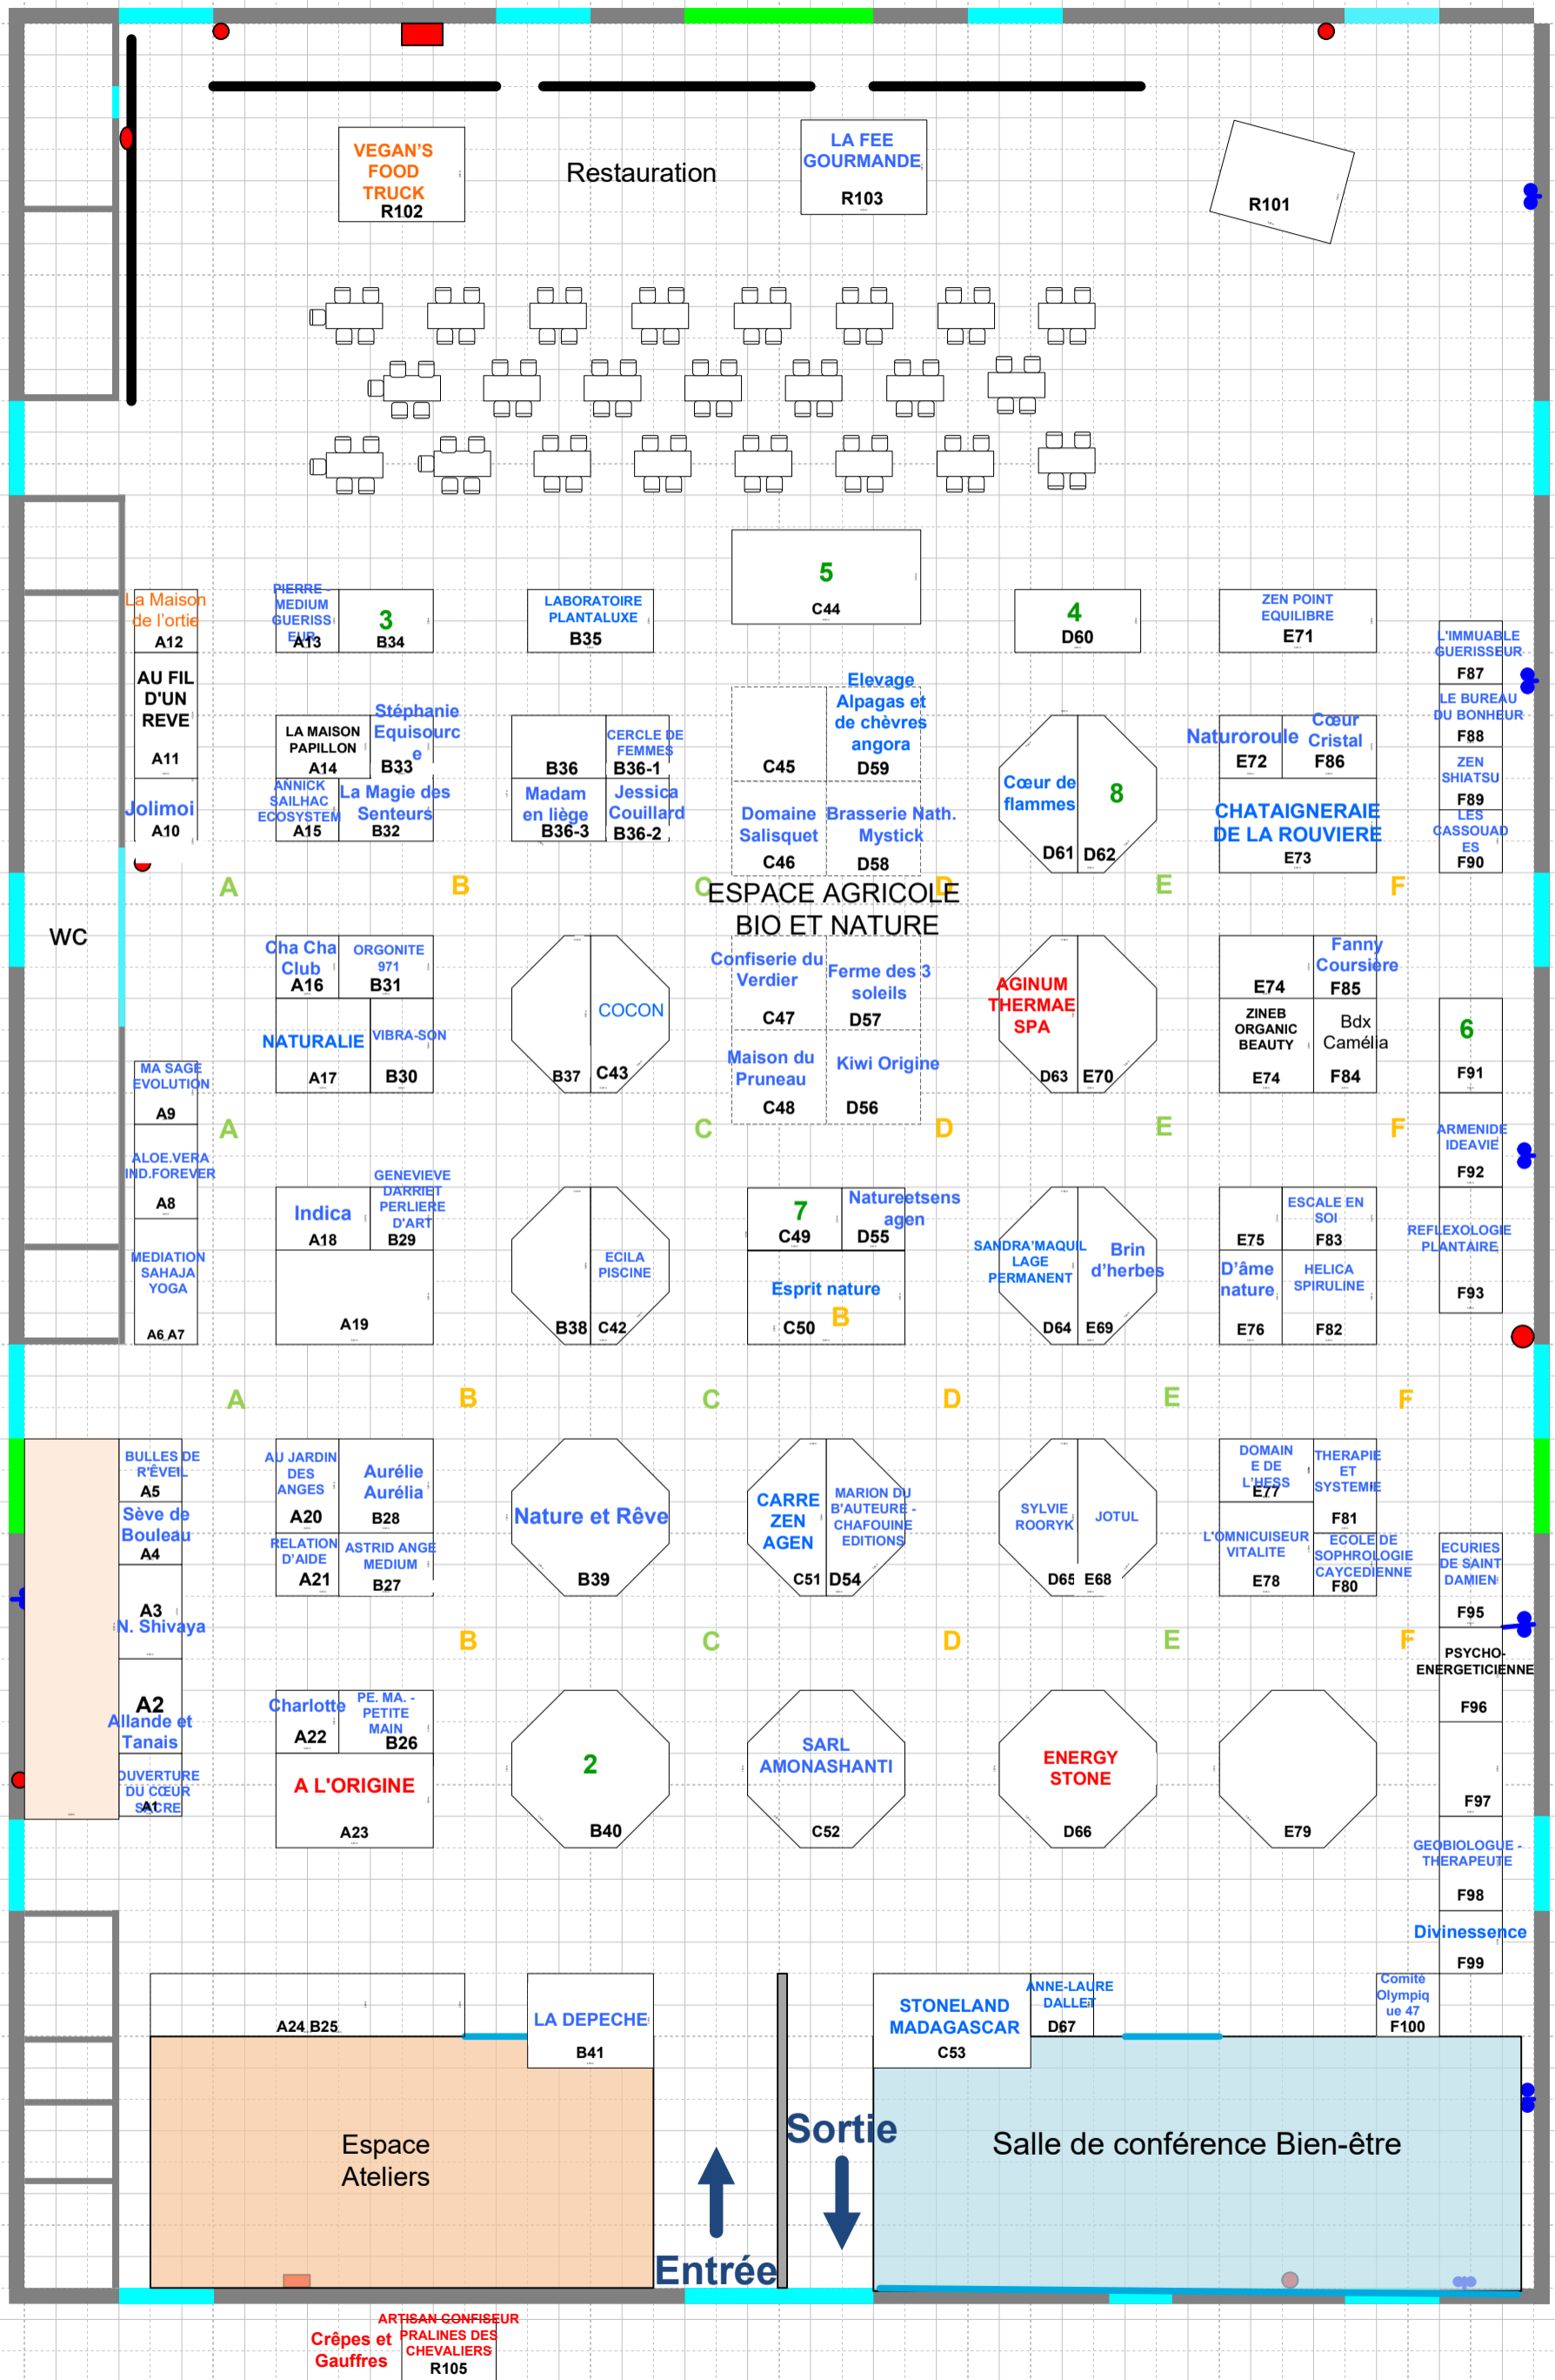 VEGAN'S
FOOD
TRUCK
R102
Restauration
LA FEE
GOURMANDE
R103
R101
5
C44
La Maison
de l'ortie
A12
PIERRE -
MEDIUM
GUERISS
EUR
A13
3
B34
LABORATOIRE
PLANTALUXE
B35
4
D60
ZEN POINT
EQUILIBRE
E71
L'IMMUABLE
GUERISSEUR
F87
AU FIL
D'UN
REVE
A11
LA MAISON
PAPILLON
A14
Stéphanie
Equisourc
e
B33
B36
CERCLE DE
FEMMES
B36-1
C45
Elevage
Alpagas et
de chèvres
angora
D59
Cœur de
flammes
D61
8
D62
Naturoroule
E72
Cœur
Cristal
F86
LE BUREAU
DU BONHEUR
F88
Jolimoi
A10
ANNICK
SAILHAC
ECOSYSTEM
A15
La Magie des
Senteurs
B32
Madam
en liège
B36-3
Jessica
Couillard
B36-2
Domaine
Salisquet
C46
Brasserie Nath.
Mystick
D58
CHATAIGNERAIE
DE LA ROUVIERE
E73
ZEN
SHIATSU
F89
LES
CASSOUAD
ES
F90
A
B
C
D
E
F
ESPACE AGRICOLE
BIO ET NATURE
WC
Cha Cha
Club
A16
ORGONITE
971
B31
B37
COCON
C43
Confiserie du
Verdier
C47
Ferme des 3
soleils
D57
AGINUM
THERMAE
SPA
D63
E70
E74
Fanny
Coursière
F85
NATURALIE
A17
VIBRA-SON
B30
Maison du
Pruneau
C48
Kiwi Origine
D56
ZINEB
ORGANIC
BEAUTY
E74
Bdx
Camélia
F84
6
F91
MA SAGE
EVOLUTION
A9
A
C
D
E
F
ALOE.VERA
IND.FOREVER
A8
ARMENIDE
IDEAVIE
F92
Indica
A18
GENEVIEVE
DARRIET
PERLIERE
D'ART
B29
B38
ECILA
PISCINE
C42
7
C49
Natureetsens
agen
D55
SANDRA'MAQUIL
LAGE
PERMANENT
D64
Brin
d'herbes
E69
E75
ESCALE EN
SOI
F83
REFLEXOLOGIE
PLANTAIRE
F93
MEDIATION
SAHAJA
YOGA
A6 A7
A19
Esprit nature
B
C50
D'âme
nature
E76
HELICA
SPIRULINE
F82
A
B
C
D
E
F
BULLES DE
R'ÊVEIL
A5
AU JARDIN
DES
ANGES
A20
Aurélie
Aurélia
B28
Nature et Rêve
B39
CARRE
ZEN
AGEN
C51
MARION DU
B'AUTEURE -
CHAFOUINE
EDITIONS
D54
SYLVIE
ROORYK
D65
JOTUL
E68
DOMAIN
E DE
L'HESS
E77
THERAPIE
ET
SYSTEMIE
F81
Sève de
Bouleau
A4
RELATION
D'AIDE
A21
ASTRID ANGE
MEDIUM
B27
L'OMNICUISEUR
VITALITE
E78
ECOLE DE
SOPHROLOGIE
CAYCEDIENNE
F80
ECURIES
DE SAINT
DAMIEN
F95
A3
N. Shivaya
B
C
D
E
F
PSYCHO-
ENERGETICIENNE
F96
A2
Allande et
Tanais
Charlotte
A22
PE. MA. -
PETITE
MAIN
B26
2
B40
SARL
AMONASHANTI
C52
ENERGY
STONE
D66
E79
OUVERTURE
DU CŒUR
SACRE
A1
A L'ORIGINE
A23
F97
GEOBIOLOGUE -
THERAPEUTE
F98
Divinessence
F99
A24 B25
LA DEPECHE
B41
STONELAND
MADAGASCAR
C53
ANNE-LAURE
DALLET
D67
Comité
Olympiq
ue 47
F100
Espace
Ateliers
Sortie
Entrée
Salle de conférence Bien-être
Crêpes et
Gauffres
ARTISAN CONFISEUR
PRALINES DES
CHEVALIERS
R105